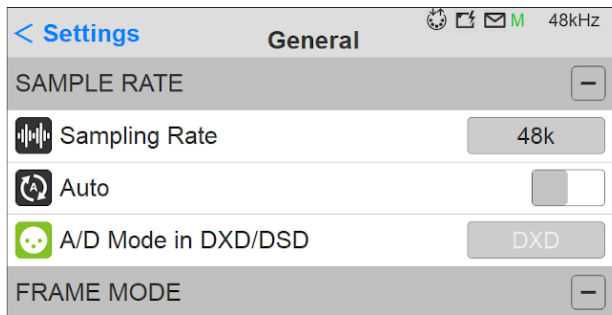 < Settings
General
M 48kHz
SAMPLE RATE
Sampling Rate
48k
Auto
A/D Mode in DXD/DSD
DXD
FRAME MODE